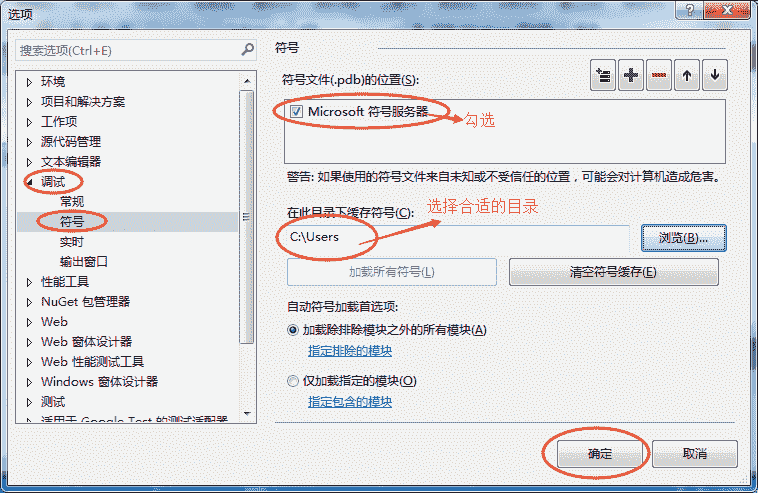 选项
搜索选项(Ctrl+E)
环境
项目和解决方案
工作项
源代码管理
文本编辑器
调试
常规
符号
实时
输出窗口
性能工具
NuGet 包管理器
Web
Web 窗体设计器
Web 性能测试工具
Windows 窗体设计器
测试
适用于 Google Test 的测试适配器
符号
符号文件(.pdb)的位置(S):
Microsoft 符号服务器
勾选
警告: 如果使用的符号文件来自未知或不受信任的位置，可能会对计算机造成危害。
在此目录下缓存符号(C):
选择合适的目录
C:\Users
浏览(B)...
加载所有符号(L)
清空符号缓存(E)
自动符号加载首选项:
加载除排除模块之外的所有模块(A)
指定排除的模块
仅加载指定的模块(O)
指定包含的模块
确定
取消